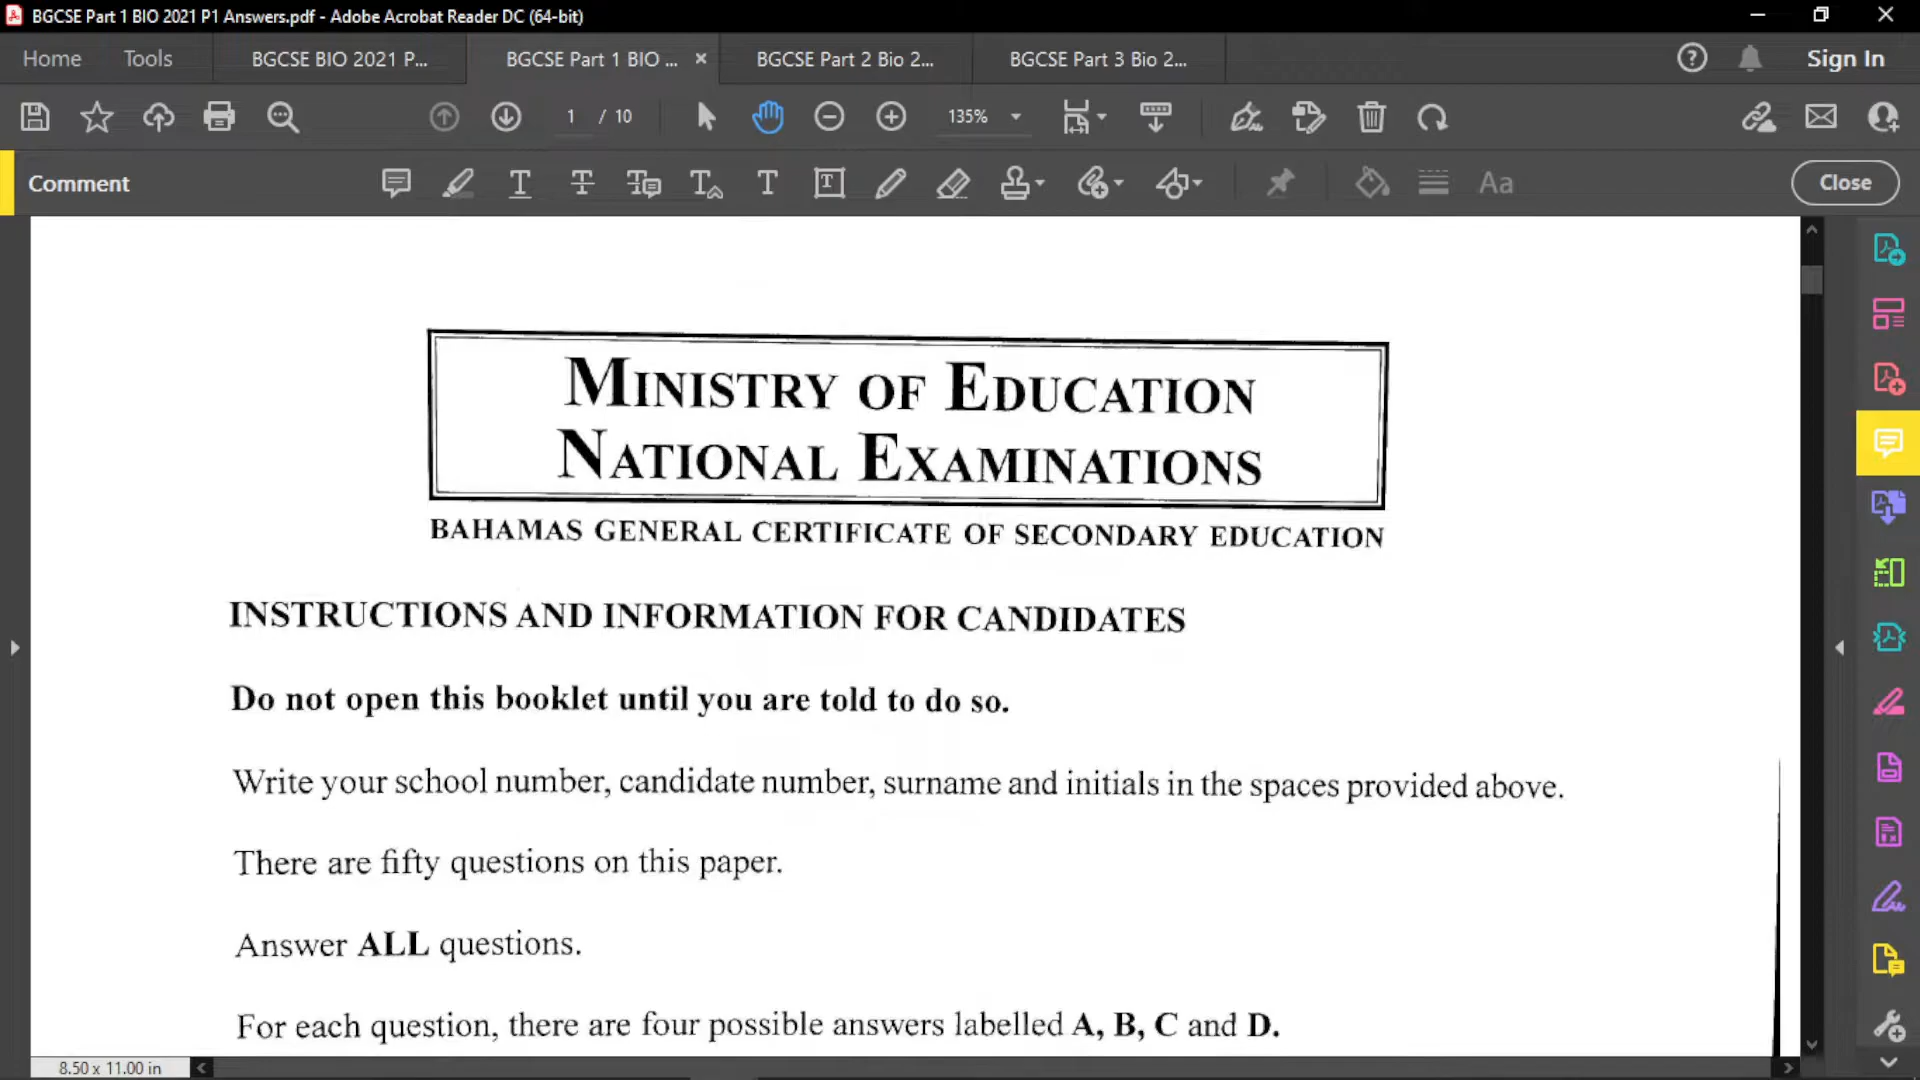 BGCSE Part 1 BIO 2021 P1 Answers.pdf - Adobe Acrobat Reader DC (64-bit)
Home Tools BGCSE BIO 2021 P... BGCSE Part 1 BIO ... × BGCSE Part 2 Bio 2... BGCSE Part 3 Bio 2... Sign In
1 / 10 135%
Comment Aa Close
MINISTRY OF EDUCATION
NATIONAL EXAMINATIONS
BAHAMAS GENERAL CERTIFICATE OF SECONDARY EDUCATION
INSTRUCTIONS AND INFORMATION FOR CANDIDATES
Do not open this booklet until you are told to do so.
Write your school number, candidate number, surname and initials in the spaces provided above.
There are fifty questions on this paper.
Answer ALL questions.
For each question, there are four possible answers labelled A, B, C and D.
8.50 x 11.00 in